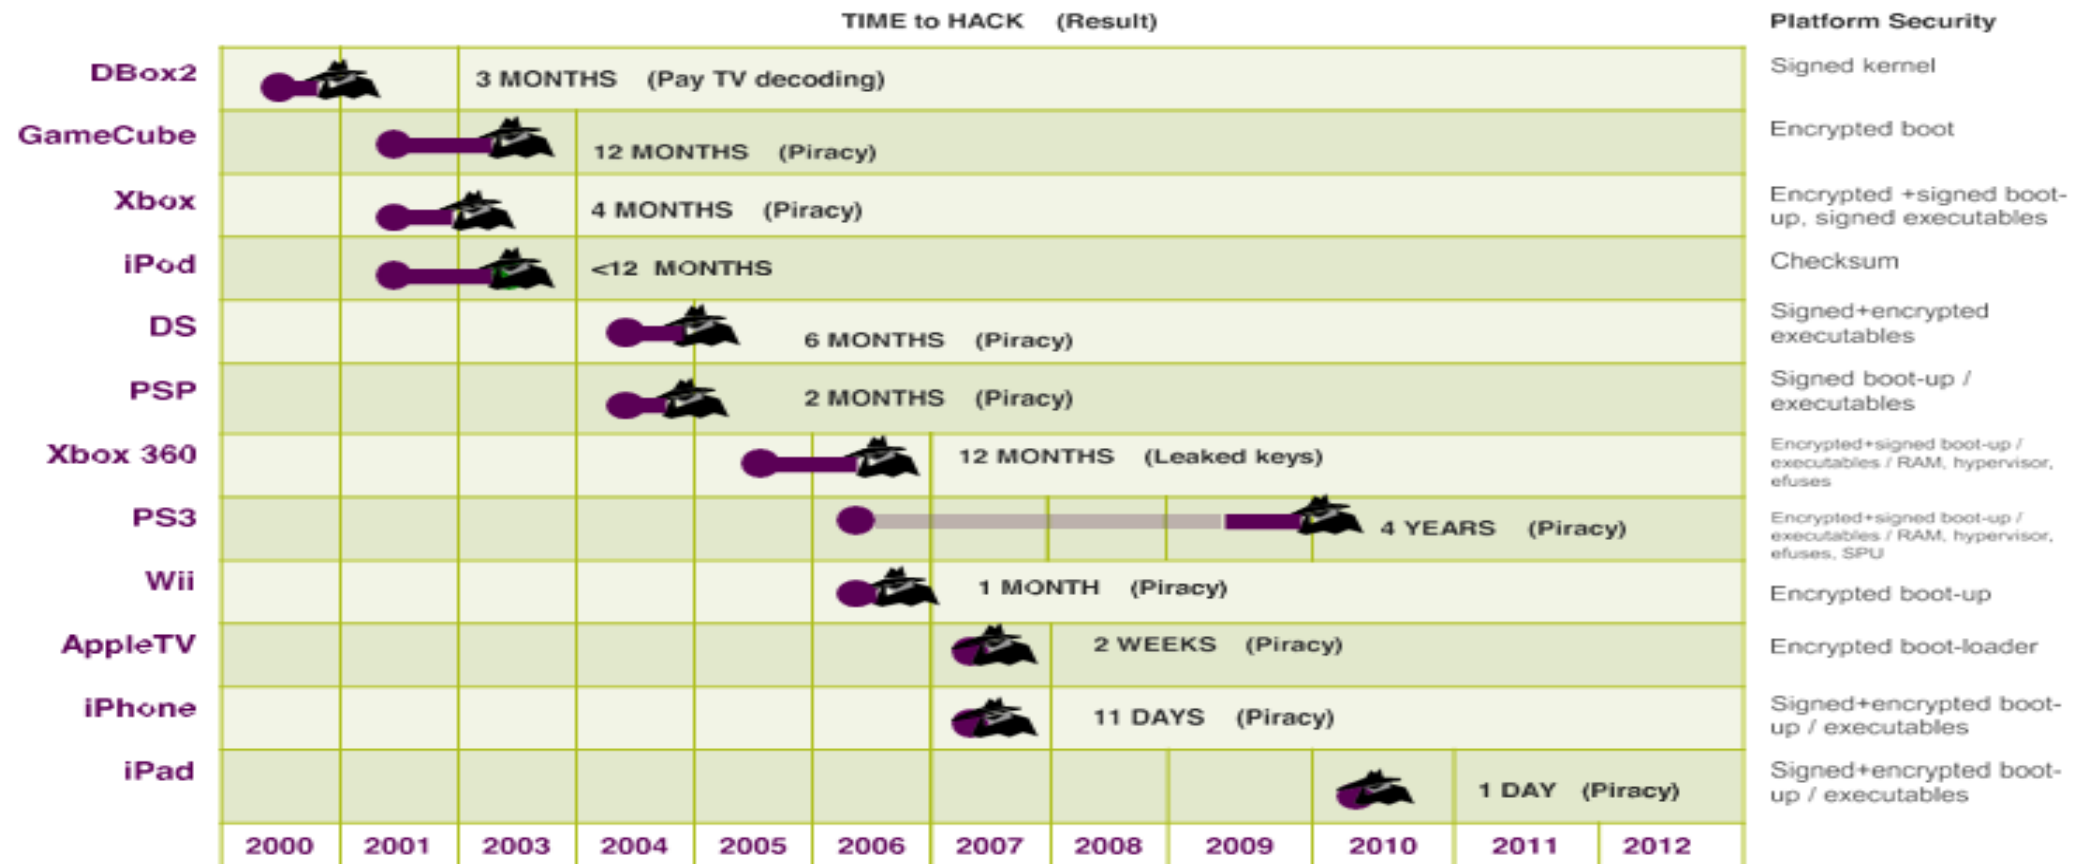 TIME to HACK (Result) Platform Security
DBox2 3 MONTHS (Pay TV decoding) Signed kernel
GameCube 12 MONTHS (Piracy) Encrypted boot
Xbox 4 MONTHS (Piracy) Encrypted +signed boot-
up, signed executables
iPod <12 MONTHS Checksum
DS 6 MONTHS (Piracy) Signed+encrypted
executables
PSP 2 MONTHS (Piracy) Signed boot-up /
executables
Xbox 360 12 MONTHS (Leaked keys) Encrypted+signed boot-up /
executables / RAM, hypervisor,
efuses
PS3 4 YEARS (Piracy) Encrypted+signed boot-up /
executables / RAM, hypervisor,
efuses, SPU
Wii 1 MONTH (Piracy) Encrypted boot-up
AppleTV 2 WEEKS (Piracy) Encrypted boot-loader
iPhone 11 DAYS (Piracy) Signed+encrypted boot-
up / executables
iPad 1 DAY (Piracy) Signed+encrypted boot-
up / executables
2000 2001 2003 2004 2005 2006 2007 2008 2009 2010 2011 2012